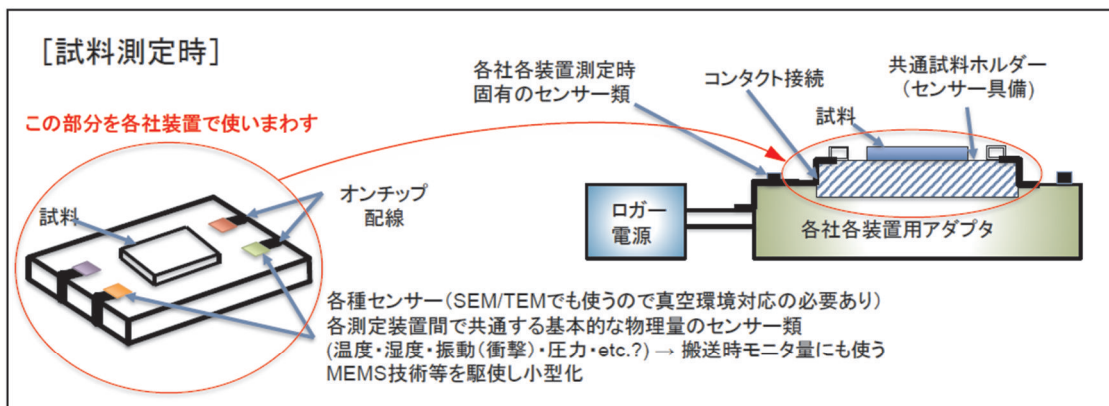 [試料測定時]
この部分を各社装置で使いまわす
試料
オンチップ
配線
各社各装置測定時
固有のセンサー類
コンタクト接続
共通試料ホルダー
(センサー具備)
試料
ロガー
電源
各社各装置用アダプタ
各種センサー(SEM/TEMでも使うので真空環境対応の必要あり)
各測定装置間で共通する基本的な物理量のセンサー類
(温度・湿度・振動(衝撃)・圧力・etc.?) → 搬送時モニタ量にも使う
MEMS技術等を駆使し小型化